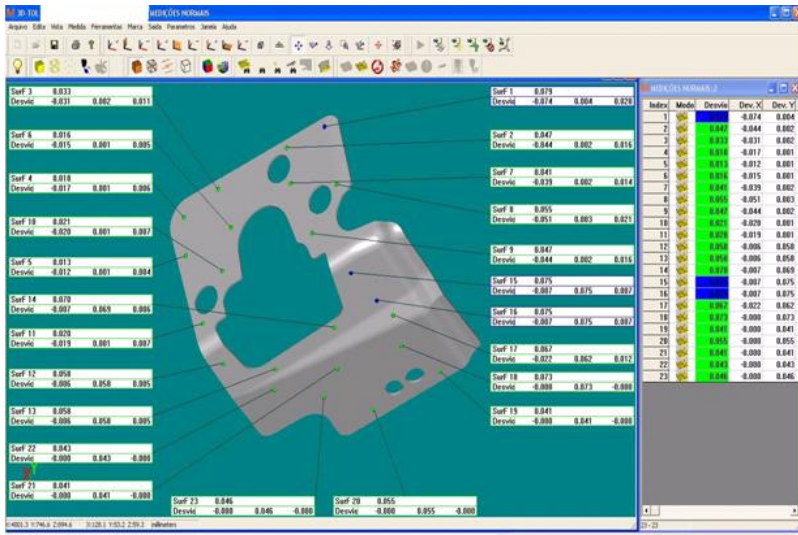 3D-TOL MEDIÇÕES NORMAIS
Arquivo Edita Vista Medida Ferramentas Marca Saída Parametros Janela Ajuda
Surf 3 0.033
Desvio -0.031 0.002 0.011
Surf 6 0.016
Desvio -0.015 0.001 0.005
Surf 4 0.018
Desvio -0.017 0.001 0.006
Surf 10 0.021
Desvio -0.020 0.001 0.007
Surf 5 0.013
Desvio -0.012 0.001 0.004
Surf 14 0.070
Desvio -0.007 0.069 0.006
Surf 11 0.020
Desvio -0.019 0.001 0.007
Surf 12 0.058
Desvio -0.006 0.058 0.005
Surf 13 0.058
Desvio -0.006 0.058 0.005
Surf 22 0.043
Desvio -0.000 0.043 -0.000
Surf 21 0.041
Desvio -0.000 0.041 -0.000
Surf 23 0.046
Desvio -0.000 0.046 -0.000
Surf 20 0.055
Desvio -0.000 0.055 -0.000
Surf 1 0.079
Desvio -0.074 0.004 0.028
Surf 2 0.047
Desvio -0.044 0.002 0.016
Surf 7 0.041
Desvio -0.039 0.002 0.014
Surf 8 0.055
Desvio -0.051 0.003 0.021
Surf 9 0.047
Desvio -0.044 0.002 0.016
Surf 15 0.075
Desvio -0.007 0.075 0.007
Surf 16 0.075
Desvio -0.007 0.075 0.007
Surf 17 0.067
Desvio -0.022 0.062 0.012
Surf 18 0.073
Desvio -0.000 0.073 -0.000
Surf 19 0.041
Desvio -0.000 0.041 -0.000
MEDIÇÕES NORMAIS:2
Index Modo Desvio Dev. X Dev. Y
1 -0.074 0.004
2 0.047 -0.044 0.002
3 0.033 -0.031 0.002
4 0.018 -0.017 0.001
5 0.013 -0.012 0.001
6 0.016 -0.015 0.001
7 0.041 -0.039 0.002
8 0.055 -0.051 0.003
9 0.047 -0.044 0.002
10 0.021 -0.020 0.001
11 0.020 -0.019 0.001
12 0.058 -0.006 0.058
13 0.058 -0.006 0.058
14 0.070 -0.007 0.069
15 -0.007 0.075
16 -0.007 0.075
17 -0.022 0.062
18 0.073 -0.000 0.073
19 0.041 -0.000 0.041
20 0.055 -0.000 0.055
21 0.041 -0.000 0.041
22 0.043 -0.000 0.043
23 0.046 -0.000 0.046
milímeters
23 - 23